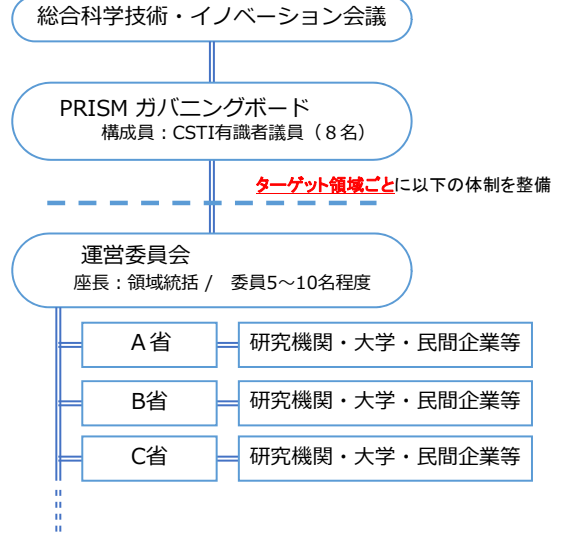 総合科学技術・イノベーション会議
PRISM ガバニングボード
構成員：CSTI有識者議員（８名）
ターゲット領域ごとに以下の体制を整備
運営委員会
座長：領域統括 /　委員5～10名程度
Ａ省
研究機関・大学・民間企業等
B省
研究機関・大学・民間企業等
C省
研究機関・大学・民間企業等